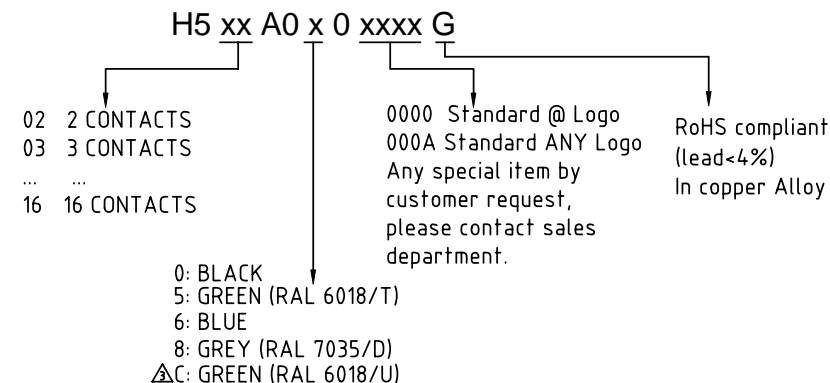 H5 xx A0 x 0 xxxx G
02 2 CONTACTS
03 3 CONTACTS
... ...
16 16 CONTACTS
0000 Standard @ Logo
000A Standard ANY Logo
Any special item by
customer request,
please contact sales
department.
RoHS compliant
(lead<4%)
In copper Alloy
0: BLACK
5: GREEN (RAL 6018/T)
6: BLUE
8: GREY (RAL 7035/D)
3 C: GREEN (RAL 6018/U)